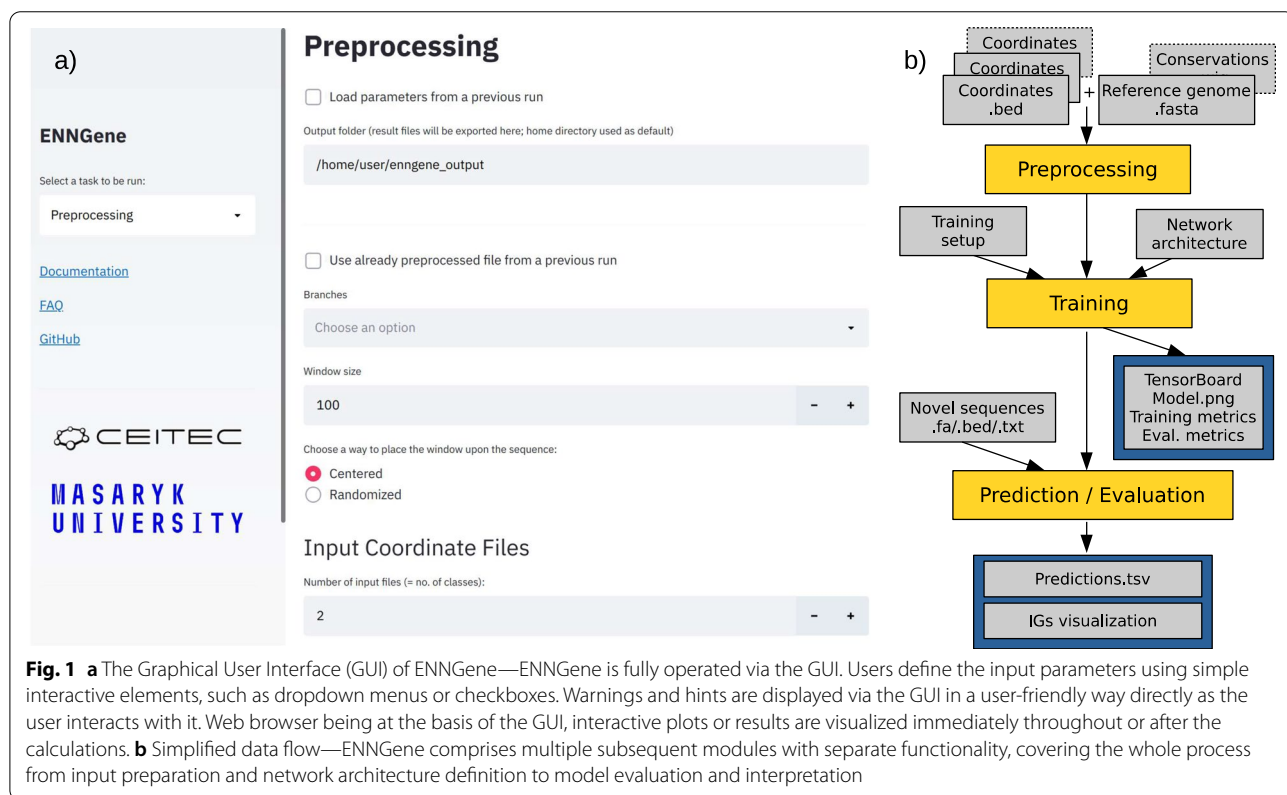 a)
ENNGene
Select a task to be run:
Preprocessing
Documentation
FAQ
GitHub
CEITEC
MASARYK
UNIVERSITY
Preprocessing
Load parameters from a previous run
Output folder (result files will be exported here; home directory used as default)
/home/user/enngene_output
Use already preprocessed file from a previous run
Branches
Choose an option
Window size
100
Choose a way to place the window upon the sequence:
Centered
Randomized
Input Coordinate Files
Number of input files (= no. of classes):
2
b)
Coordinates
Coordinates
Coordinates
.bed
+
Conservations
Reference genome
.fasta
Preprocessing
Training
setup
Network
architecture
Training
TensorBoard
Model.png
Training metrics
Eval. metrics
Novel sequences
.fa/.bed/.txt
Prediction / Evaluation
Predictions.tsv
IGs visualization
Fig. 1 a The Graphical User Interface (GUI) of ENNGene—ENNGene is fully operated via the GUI. Users define the input parameters using simple
interactive elements, such as dropdown menus or checkboxes. Warnings and hints are displayed via the GUI in a user-friendly way directly as the
user interacts with it. Web browser being at the basis of the GUI, interactive plots or results are visualized immediately throughout or after the
calculations. b Simplified data flow—ENNGene comprises multiple subsequent modules with separate functionality, covering the whole process
from input preparation and network architecture definition to model evaluation and interpretation